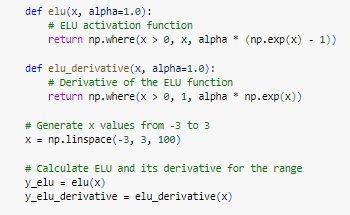 def elu(x, alpha=1.0):
    # ELU activation function
    return np.where(x > 0, x, alpha * (np.exp(x) - 1))

def elu_derivative(x, alpha=1.0):
    # Derivative of the ELU function
    return np.where(x > 0, 1, alpha * np.exp(x))

# Generate x values from -3 to 3
x = np.linspace(-3, 3, 100)

# Calculate ELU and its derivative for the range
y_elu = elu(x)
y_elu_derivative = elu_derivative(x)